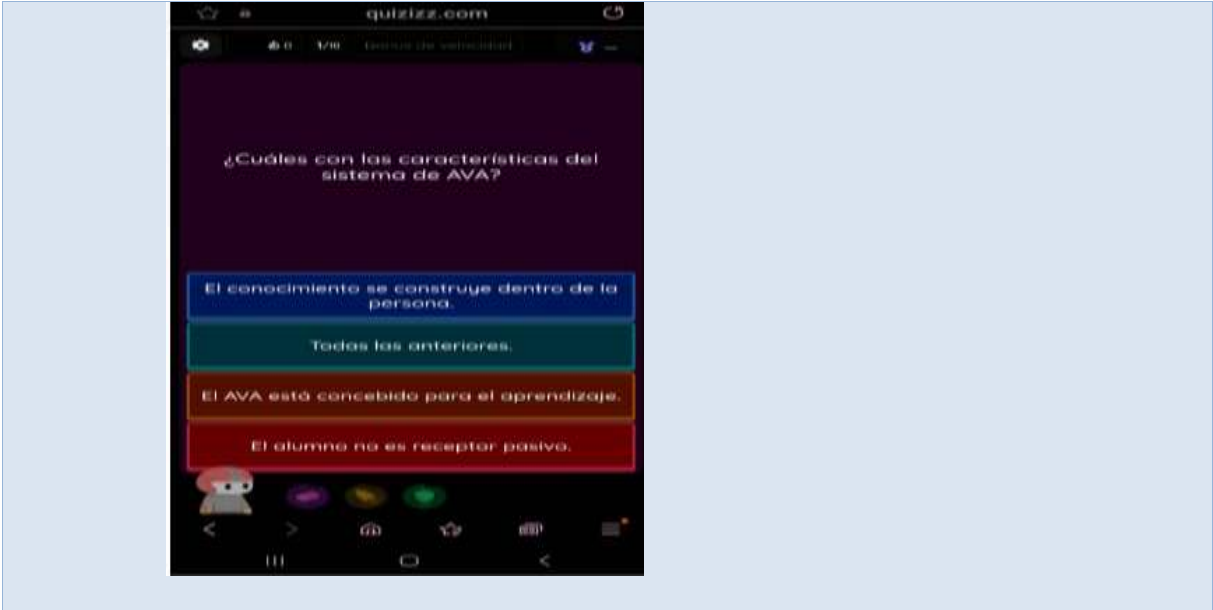 quizizz.com
1/10
¿Cuáles con las características del
sistema de AVA?
El conocimiento se construye dentro de la
persona.
Todas las anteriores.
El AVA está concebido para el aprendizaje.
El alumno no es receptor pasivo.